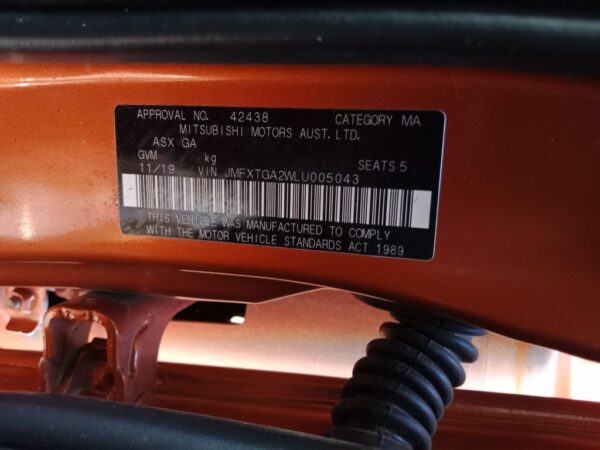 APPROVAL NO. 42438 CATEGORY MA
MITSUBISHI MOTORS AUST. LTD.
ASX GA
GVM kg SEATS 5
11/19 VIN JMFXTGA2WLU005043
THIS VEHICLE WAS MANUFACTURED TO COMPLY
WITH THE MOTOR VEHICLE STANDARDS ACT 1989